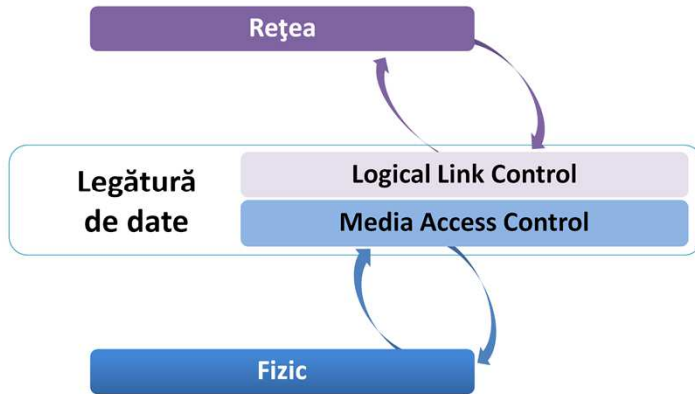 Reţea
Legătură
de date
Logical Link Control
Media Access Control
Fizic